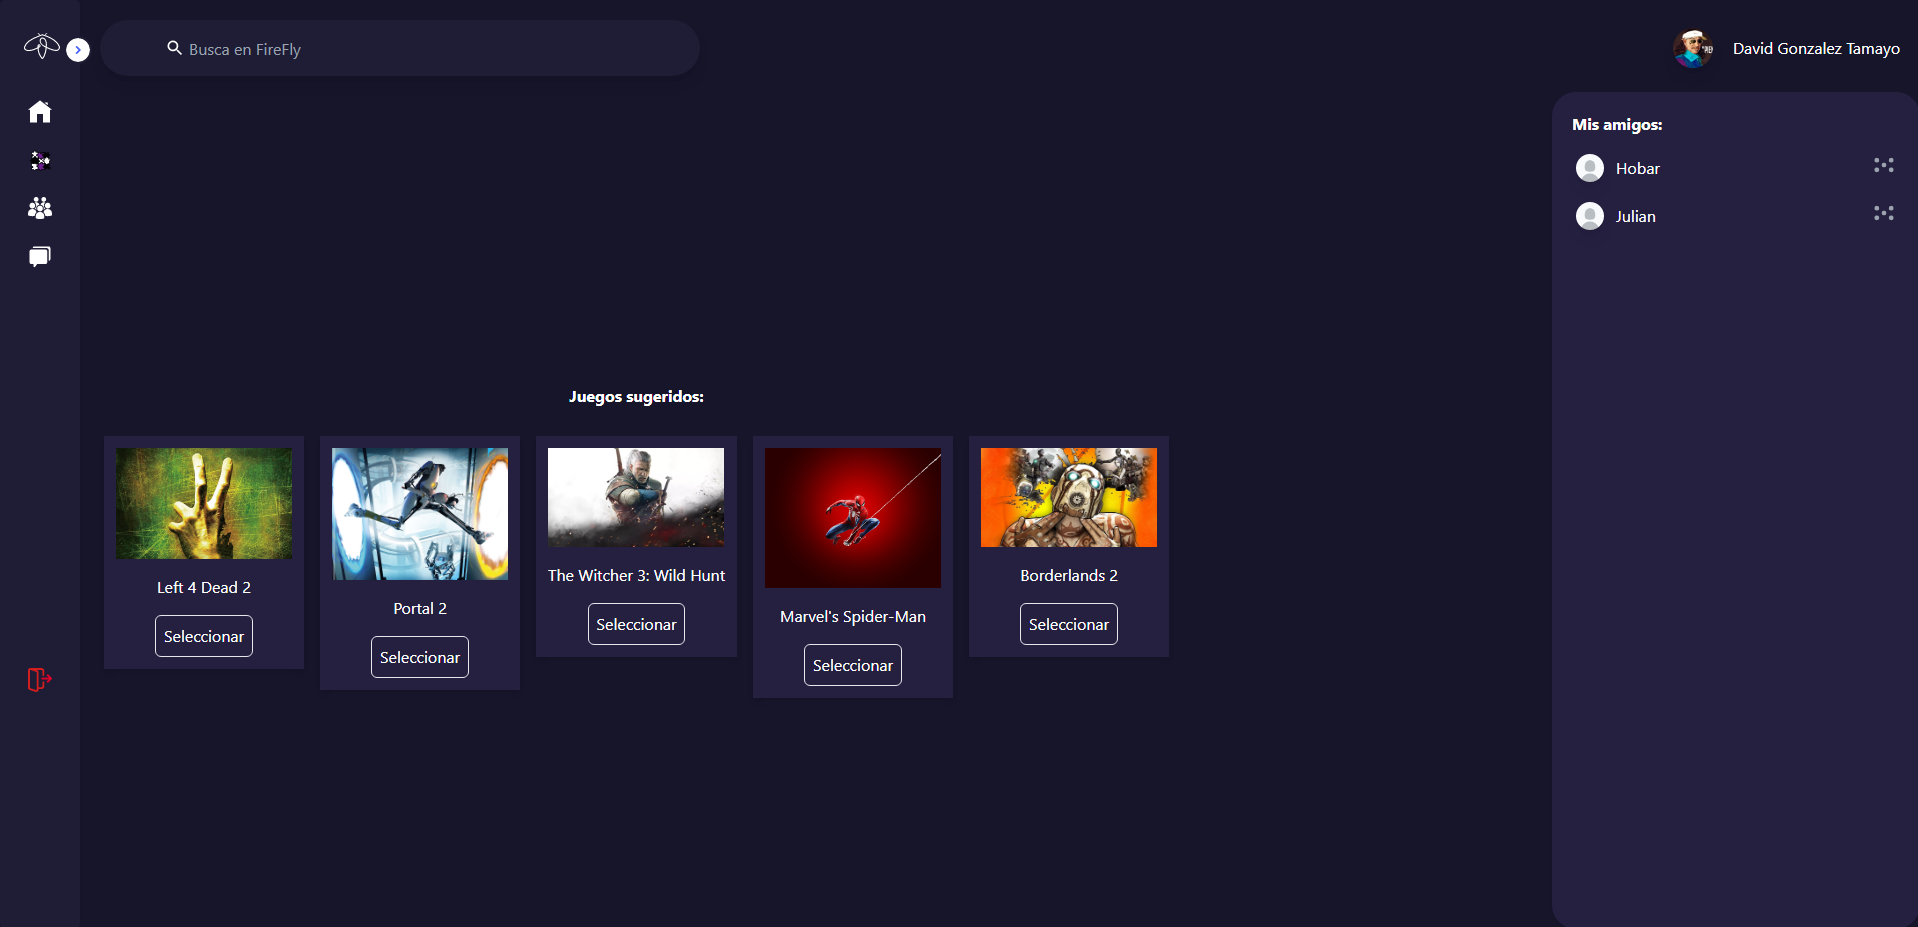 Busca en FireFly
David Gonzalez Tamayo
Mis amigos:
Hobar
Julian
Juegos sugeridos:
Left 4 Dead 2
Seleccionar
Portal 2
Seleccionar
The Witcher 3: Wild Hunt
Seleccionar
Marvel's Spider-Man
Seleccionar
Borderlands 2
Seleccionar